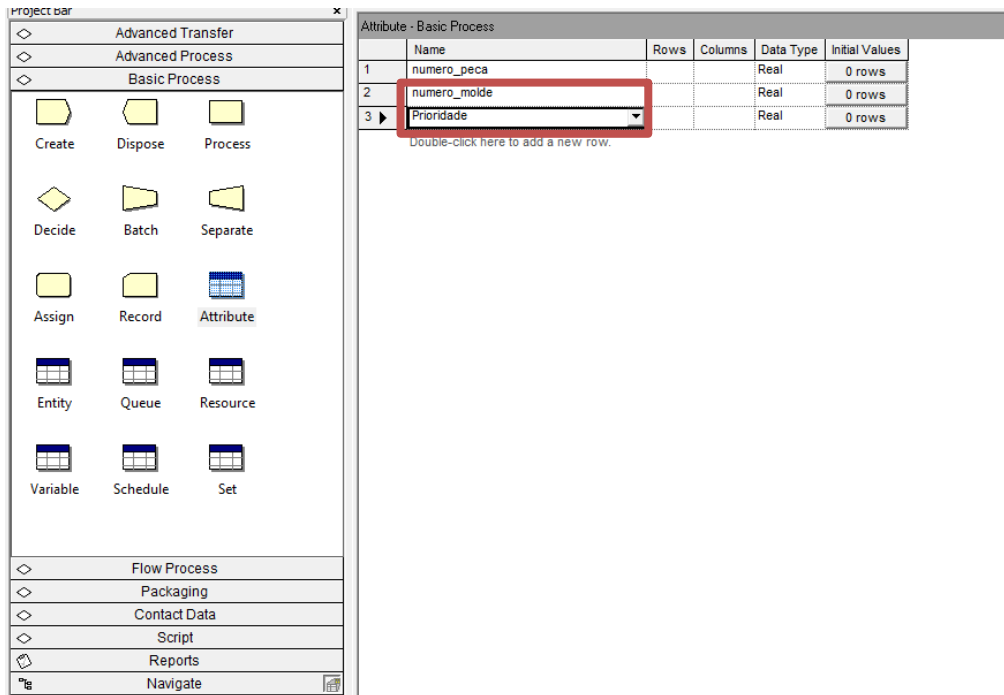 Project Bar x
Advanced Transfer
Advanced Process
Basic Process
Create Dispose Process
Decide Batch Separate
Assign Record Attribute
Entity Queue Resource
Variable Schedule Set
Flow Process
Packaging
Contact Data
Script
Reports
Navigate
Attribute - Basic Process
Name Rows Columns Data Type Initial Values
1 numero_peca Real 0 rows
2 numero_molde Real 0 rows
3 Prioridade Real 0 rows
Double-click here to add a new row.